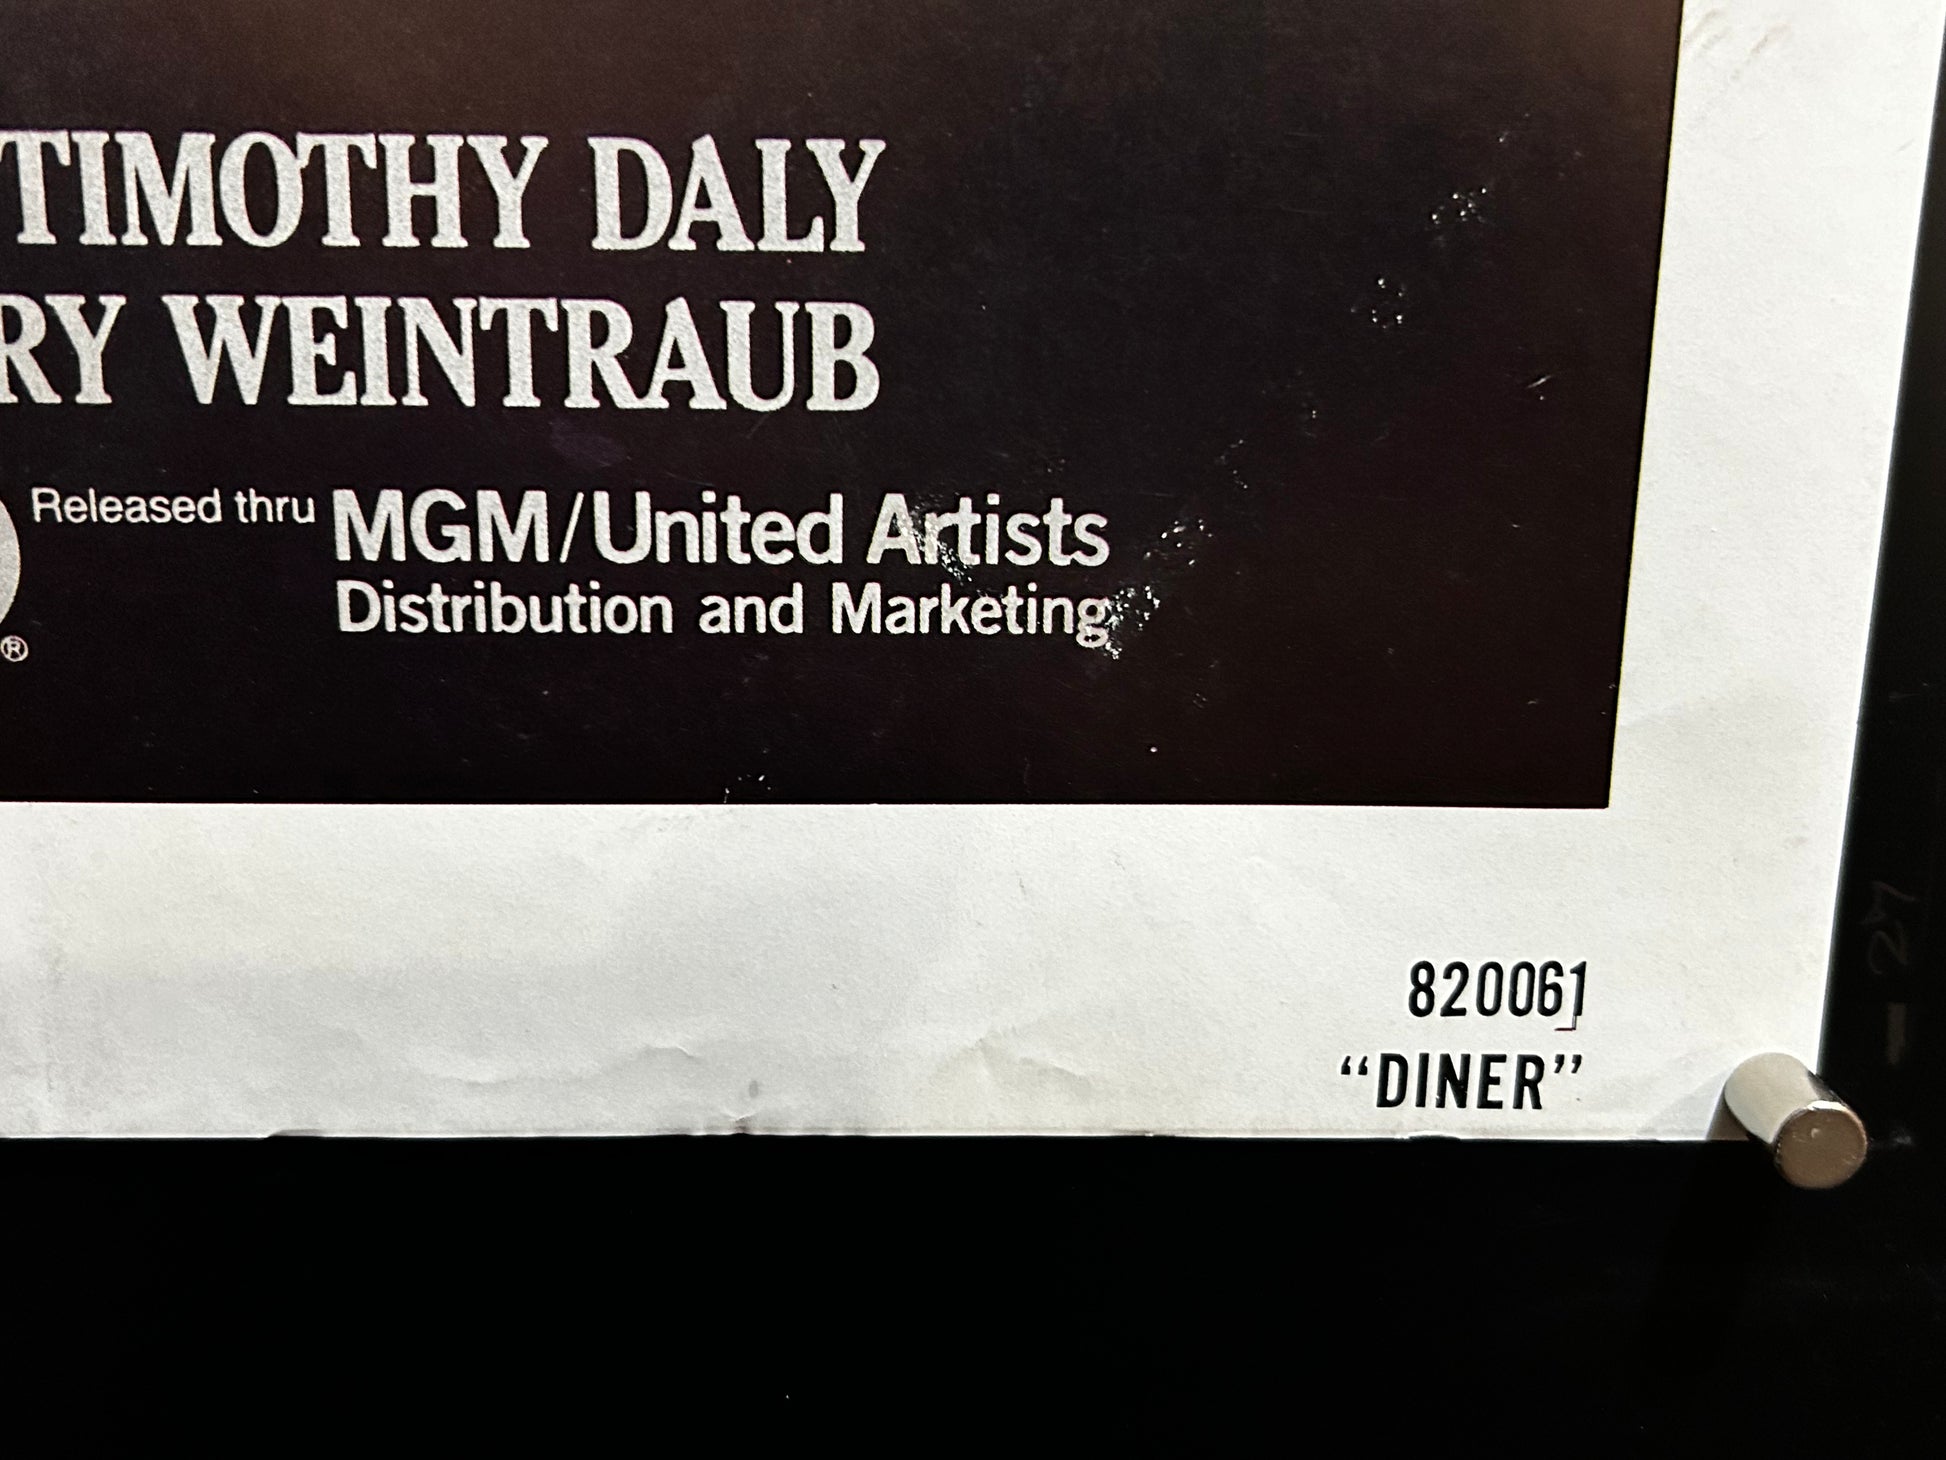 TIMOTHY DALY
RY WEINTRAUB
Released thru MGM/United Artists
Distribution and Marketing
®
820061
"DINER"